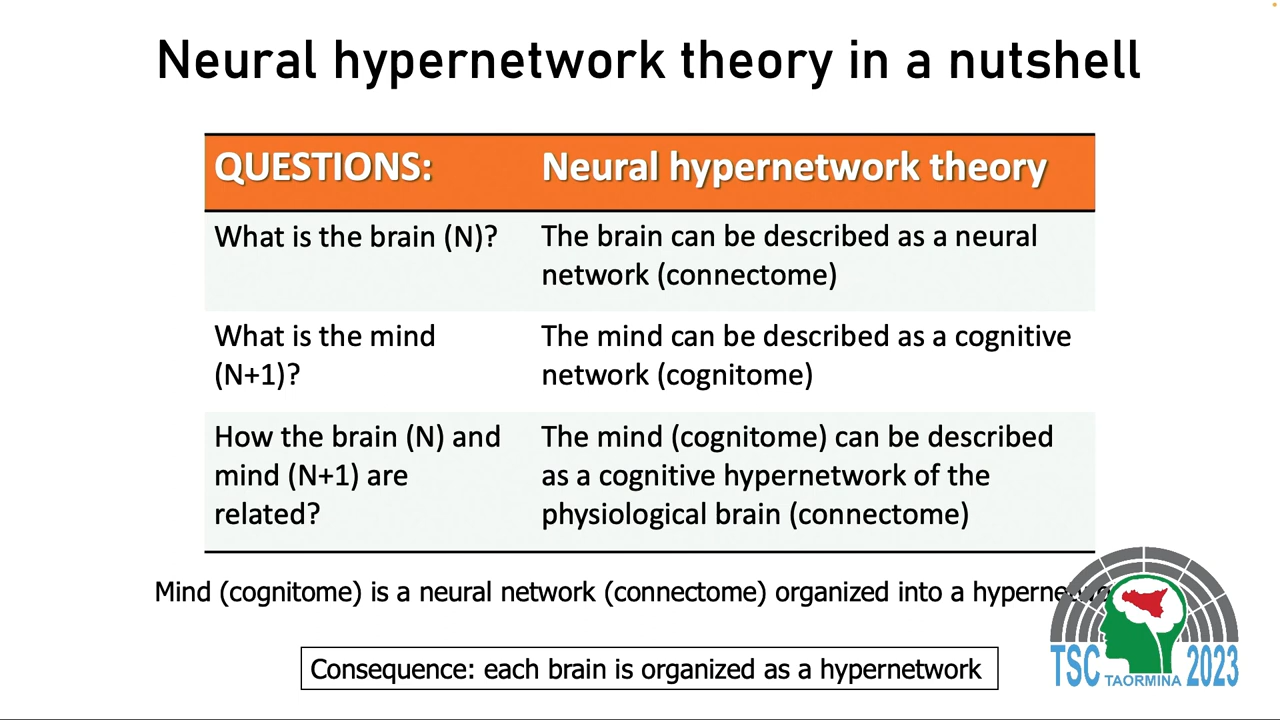 Neural hypernetwork theory in a nutshell
QUESTIONS:
Neural hypernetwork theory
What is the brain (N)?
The brain can be described as a neural
network (connectome)
What is the mind
(N+1)?
The mind can be described as a cognitive
network (cognitome)
How the brain (N) and
mind (N+1) are
related?
The mind (cognitome) can be described
as a cognitive hypernetwork of the
physiological brain (connectome)
Mind (cognitome) is a neural network (connectome) organized into a
Consequence: each brain is organized as a hypernetwork
TSC TAORMINA 2023